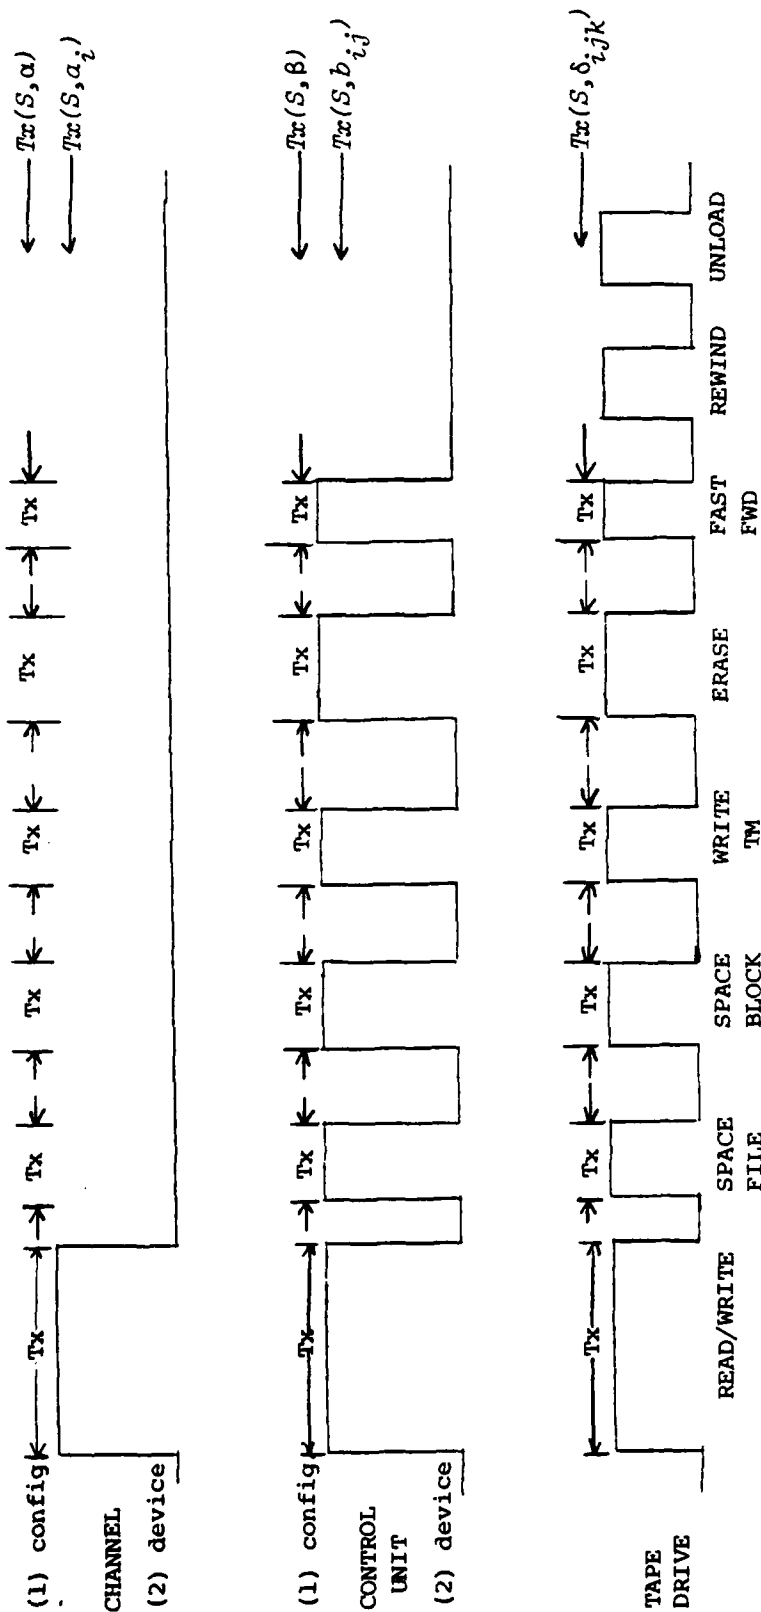 (1) config
Tx
Tx
Tx
Tx
Tx
Tx
Tx(S,α)
Tx(S,a_i)
CHANNEL
(2) device
(1) config
Tx
Tx
Tx
Tx
Tx
Tx
Tx(S,β)
Tx(S,b_ij)
CONTROL
UNIT
(2) device
Tx
Tx
Tx
Tx
Tx
Tx
Tx(S,δ_ijk)
TAPE
DRIVE
READ/WRITE
SPACE
FILE
SPACE
BLOCK
WRITE
TM
ERASE
FAST
FWD
REWIND
UNLOAD